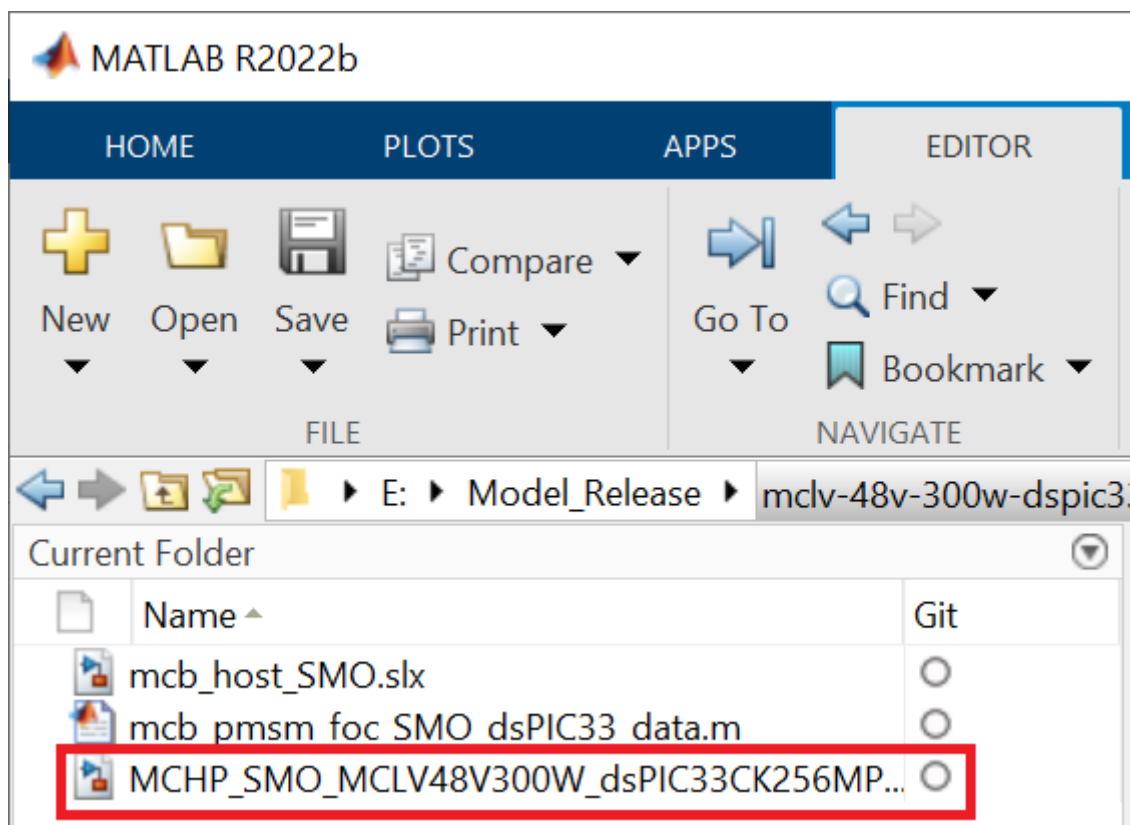 MATLAB R2022b
HOME PLOTS APPS EDITOR
New Open Save Compare Print Go To Find Bookmark
FILE NAVIGATE
E: Model_Release mclv-48v-300w-dspic33
Current Folder
Name Git
mcb_host_SMO.slx
mcb_pmsm_foc_SMO_dsPIC33_data.m
MCHP_SMO_MCLV48V300W_dsPIC33CK256MP...